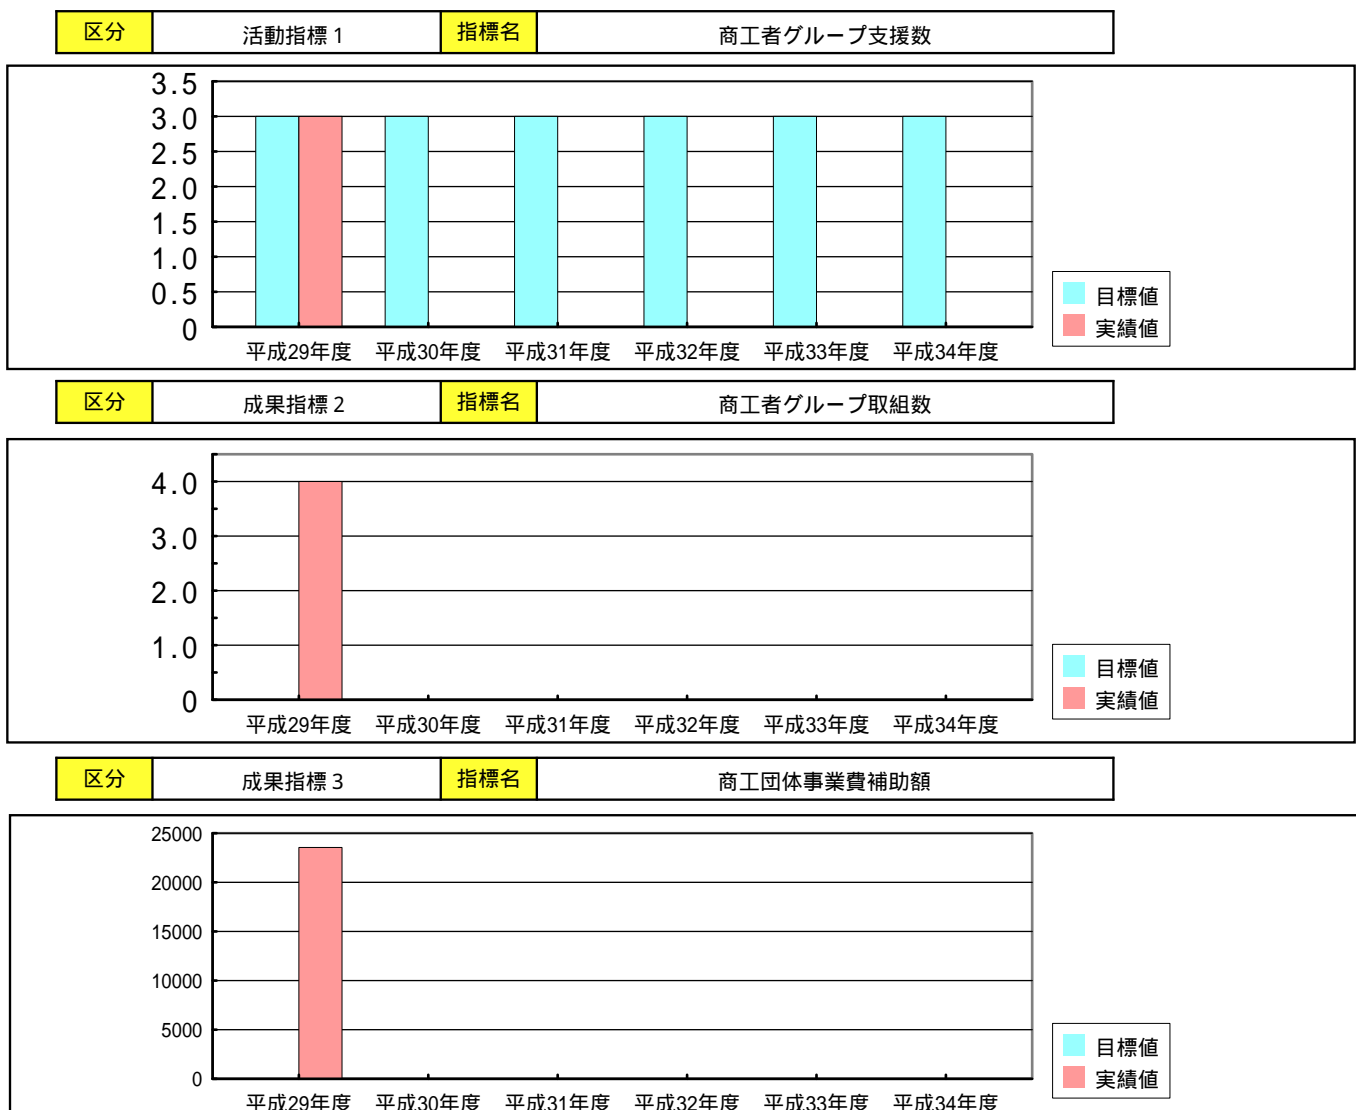 区分 活動指標1 指標名 商工者グループ支援数
3.5
3.0
2.5
2.0
1.5
1.0
0.5
0
平成29年度 平成30年度 平成31年度 平成32年度 平成33年度 平成34年度
目標値
実績値
区分 成果指標2 指標名 商工者グループ取組数
4.0
3.0
2.0
1.0
0
平成29年度 平成30年度 平成31年度 平成32年度 平成33年度 平成34年度
目標値
実績値
区分 成果指標3 指標名 商工団体事業費補助額
25000
20000
15000
10000
5000
0
平成29年度 平成30年度 平成31年度 平成32年度 平成33年度 平成34年度
目標値
実績値